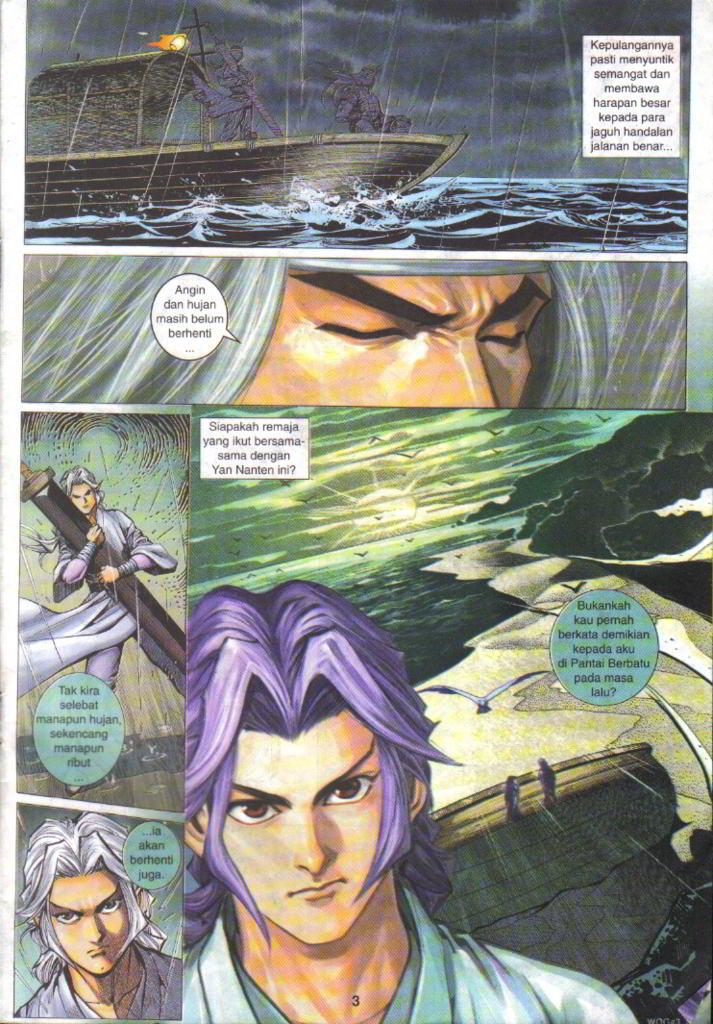 Kepulangannya
pasti menyuntik
semangat dan
membawa
harapan besar
kepada para
jaguh handalan
jalanan benar...
Angin
dan hujan
masih belum
berhenti
...
Siapakah remaja
yang ikut bersama-
sama dengan
Yan Nanten ini?
Tak kira
selebat
manapun hujan,
sekencang
manapun
ribut
...
...ia
akan
berhenti
juga.
Bukankah
kau pernah
berkata demikian
kepada aku
di Pantai Berbatu
pada masa
lalu?
3